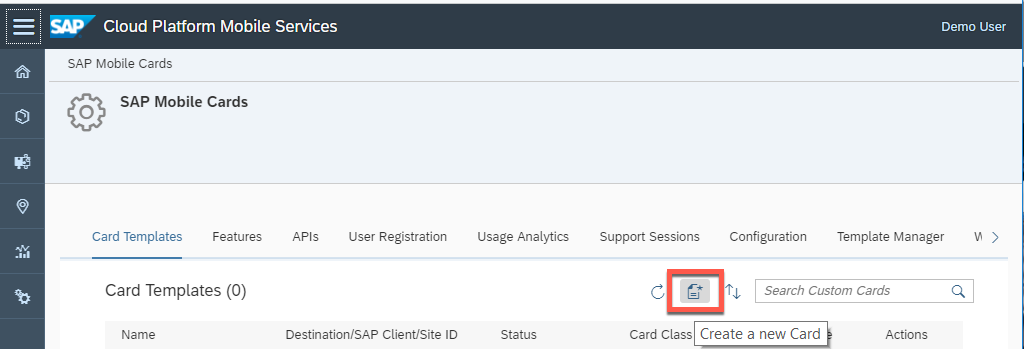 SAP Cloud Platform Mobile Services Demo User
SAP Mobile Cards
SAP Mobile Cards
Card Templates Features APIs User Registration Usage Analytics Support Sessions Configuration Template Manager
Card Templates (0) Search Custom Cards
Name Destination/SAP Client/Site ID Status Card Class Actions
Create a new Card